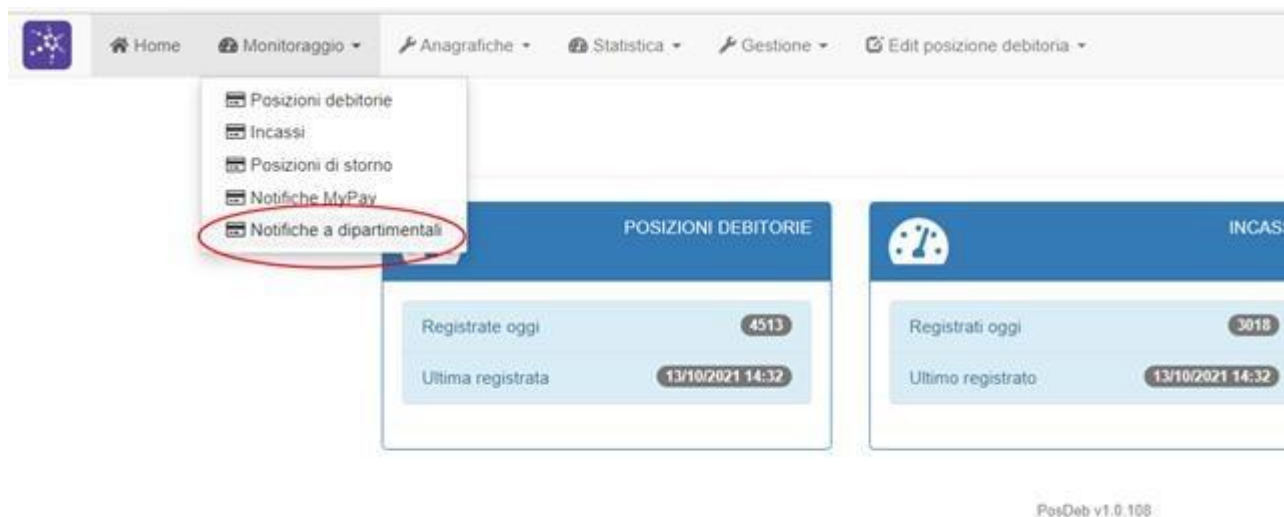 Home Monitoraggio Anagrafiche Statistica Gestione Edit posizione debitoria
Posizioni debitorie
Incassi
Posizioni di storno
Notifiche MyPay
Notifiche a dipartimentali
POSIZIONI DEBITORIE
Registrate oggi 4513
Ultima registrata 13/10/2021 14:32
INCASS
Registrati oggi 3018
Ultimo registrato 13/10/2021 14:32
PosDeb v1.0.108